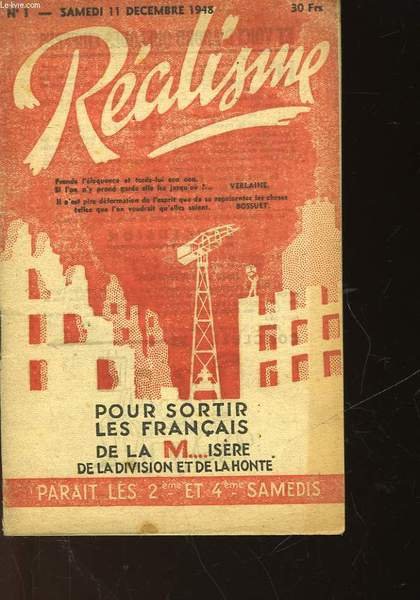 N° 1 — SAMEDI 11 DECEMBRE 1948
30 Frs
Réalisme
Prends l'éloquence et tords-lui son cou.
Si l'on n'y prend garde elle ira jusqu'où ?... VERLAINE.
Il n'est pire déformation de l'esprit que de se représenter les choses
telles que l'on voudrait qu'elles soient. BOSSUET.
POUR SORTIR
LES FRANÇAIS
DE LA M....ISÈRE
DE LA DIVISION ET DE LA HONTE
PARAIT LES 2ème ET 4ème SAMEDIS
Le-livre.com